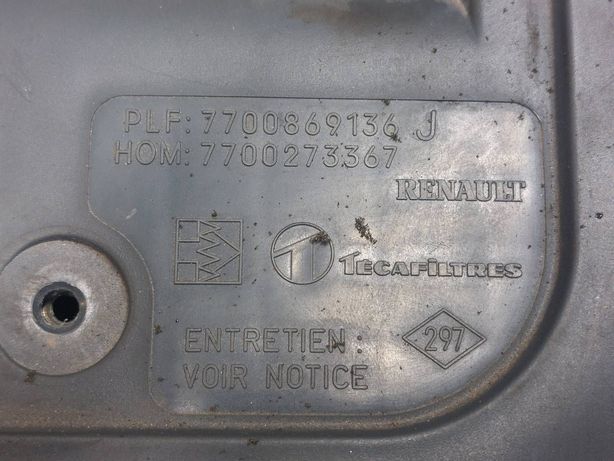 PLF: 7700869136 J
HOM: 7700273367
RENAULT
TECAFILTRES
ENTRETIEN :
VOIR NOTICE
297